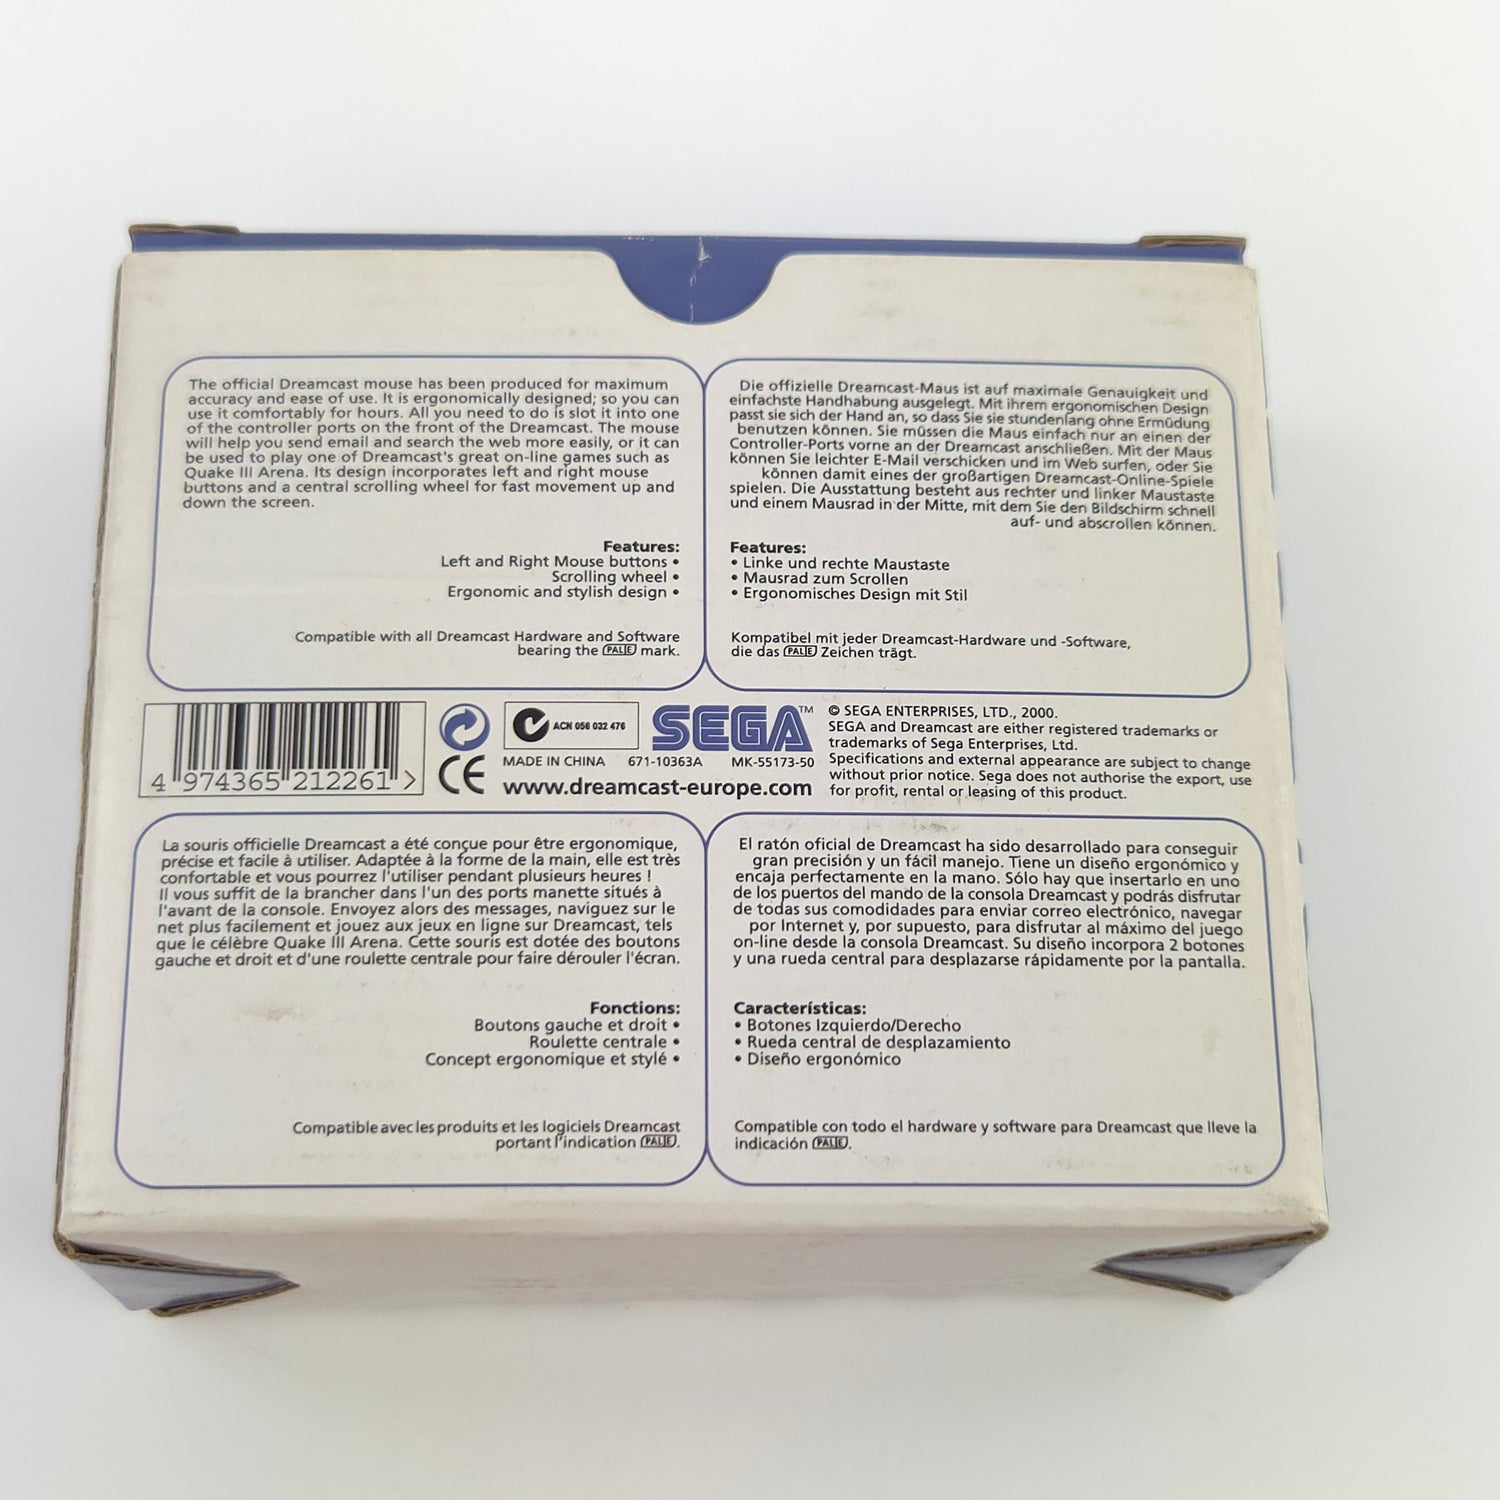 The official Dreamcast mouse has been produced for maximum
accuracy and ease of use. It is ergonomically designed; so you can
use it comfortably for hours. All you need to do is slot it into one
of the controller ports on the front of the Dreamcast. The mouse
will help you send email and search the web more easily, or it can
be used to play one of Dreamcast's great on-line games such as
Quake III Arena. Its design incorporates left and right mouse
buttons and a central scrolling wheel for fast movement up and
down the screen.
Features:
Left and Right Mouse buttons •
Scrolling wheel •
Ergonomic and stylish design •
Compatible with all Dreamcast Hardware and Software
bearing the PAL/E mark.
Die offizielle Dreamcast-Maus ist auf maximale Genauigkeit und
einfachste Handhabung ausgelegt. Mit ihrem ergonomischen Design
passt sie sich der Hand an, so dass Sie sie stundenlang ohne Ermüdung
benutzen können. Sie müssen die Maus einfach nur an einen der
Controller-Ports vorne an der Dreamcast anschließen. Mit der Maus
können Sie leichter E-Mail verschicken und im Web surfen, oder Sie
können damit eines der großartigen Dreamcast-Online-Spiele
spielen. Die Ausstattung besteht aus rechter und linker Maustaste
und einem Mausrad in der Mitte, mit dem Sie den Bildschirm schnell
auf- und abscrollen können.
Features:
• Linke und rechte Maustaste
• Mausrad zum Scrollen
• Ergonomisches Design mit Stil
Kompatibel mit jeder Dreamcast-Hardware und -Software,
die das PAL/E Zeichen trägt.
4 974365 212261 >
CE
ACN 056 032 476
SEGA™
MADE IN CHINA 671-10363A MK-55173-50
www.dreamcast-europe.com
© SEGA ENTERPRISES, LTD., 2000.
SEGA and Dreamcast are either registered trademarks or
trademarks of Sega Enterprises, Ltd.
Specifications and external appearance are subject to change
without prior notice. Sega does not authorise the export, use
for profit, rental or leasing of this product.
La souris officielle Dreamcast a été conçue pour être ergonomique,
précise et facile à utiliser. Adaptée à la forme de la main, elle est très
confortable et vous pourrez l'utiliser pendant plusieurs heures !
Il vous suffit de la brancher dans l'un des ports manette situés à
l'avant de la console. Envoyez alors des messages, naviguez sur le
net plus facilement et jouez aux jeux en ligne sur Dreamcast, tels
que le célèbre Quake III Arena. Cette souris est dotée des boutons
gauche et droit et d'une roulette centrale pour faire dérouler l'écran.
Fonctions:
Boutons gauche et droit •
Roulette centrale •
Concept ergonomique et stylé •
Compatible avec les produits et les logiciels Dreamcast
portant l'indication PAL/E.
El ratón oficial de Dreamcast ha sido desarrollado para conseguir
gran precisión y un fácil manejo. Tiene un diseño ergonómico y
encaja perfectamente en la mano. Sólo hay que insertarlo en uno
de los puertos del mando de la consola Dreamcast y podrás disfrutar
de todas sus comodidades para enviar correo electrónico, navegar
por Internet y, por supuesto, para disfrutar al máximo del juego
on-line desde la consola Dreamcast. Su diseño incorpora 2 botones
y una rueda central para desplazarse rápidamente por la pantalla.
Características:
• Botones Izquierdo/Derecho
• Rueda central de desplazamiento
• Diseño ergonómico
Compatible con todo el hardware y software para Dreamcast que lleve la
indicación PAL/E.